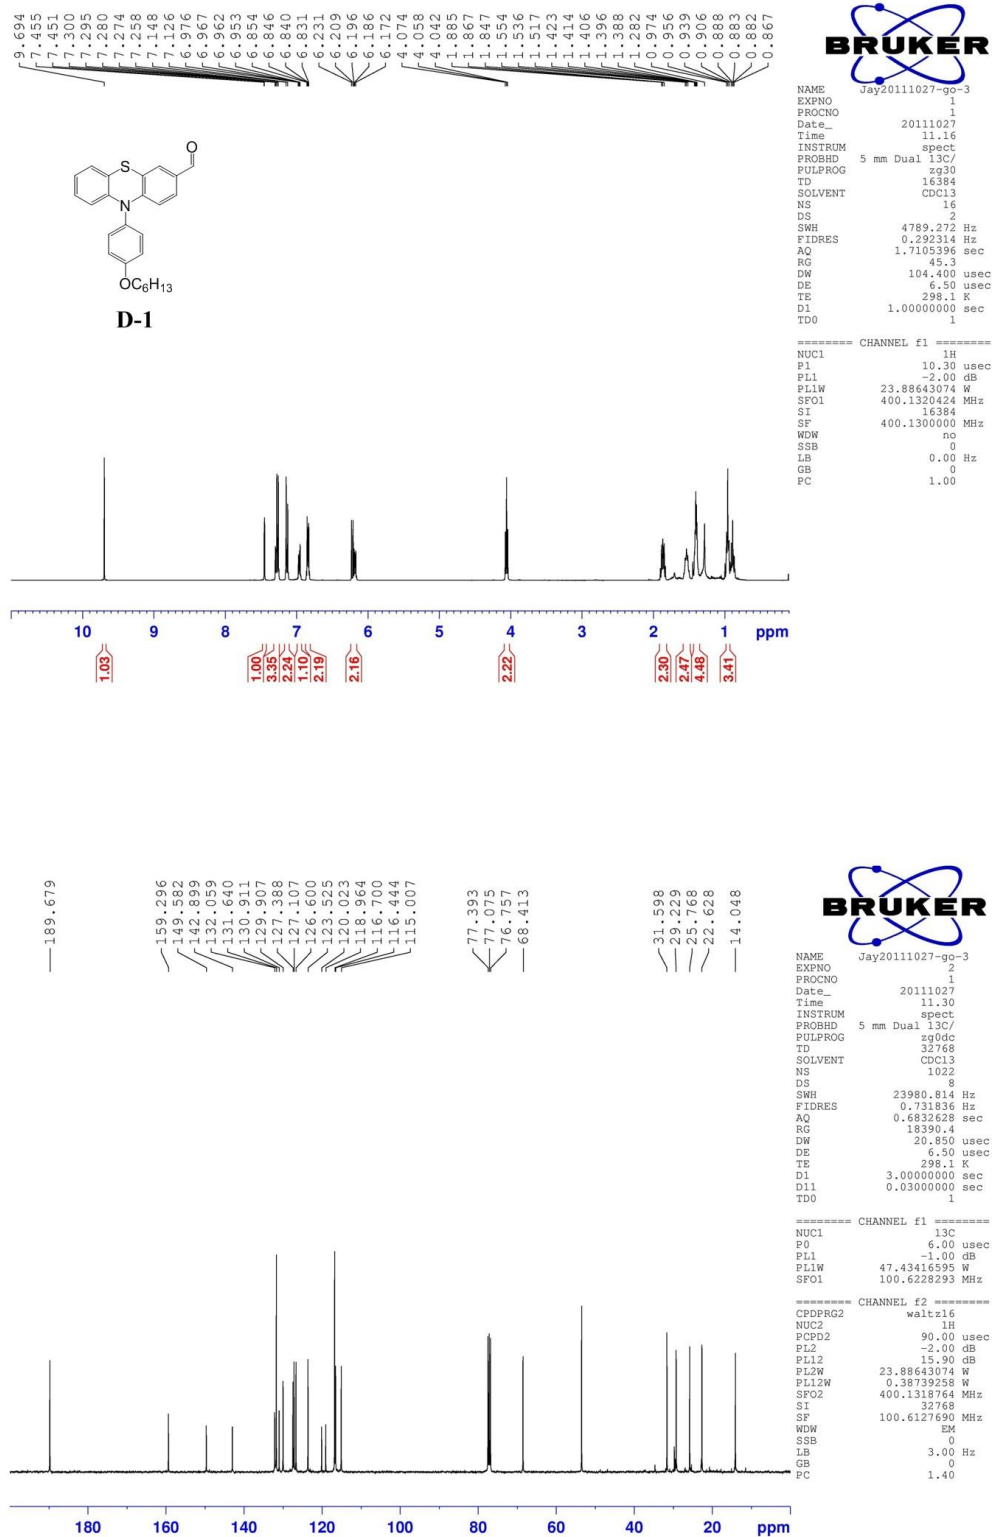 9.694
7.455
7.451
7.300
7.295
7.280
7.274
7.258
7.148
7.126
6.976
6.967
6.962
6.953
6.854
6.846
6.840
6.831
6.231
6.209
6.196
6.186
6.172
4.074
4.058
4.042
1.885
1.867
1.847
1.554
1.536
1.517
1.423
1.414
1.406
1.396
1.388
1.282
0.974
0.956
0.939
0.906
0.888
0.883
0.882
0.867
BRUKER
NAME Jay20111027-go-3
EXPNO 1
PROCNO 1
Date_ 20111027
Time 11.16
INSTRUM spect
PROBHD 5 mm Dual 13C/
PULPROG zg30
TD 16384
SOLVENT CDCl3
NS 16
DS 2
SWH 4789.272 Hz
FIDRES 0.292314 Hz
AQ 1.7105396 sec
RG 45.3
DW 104.400 usec
DE 6.50 usec
TE 298.1 K
D1 1.00000000 sec
TD0 1
======== CHANNEL f1 ========
NUC1 1H
P1 10.30 usec
PL1 -2.00 dB
PL1W 23.88643074 W
SFO1 400.1320424 MHz
SI 16384
SF 400.1300000 MHz
WDW no
SSB 0
LB 0.00 Hz
GB 0
PC 1.00
S
O
N
OC6H13
D-1
10 9 8 7 6 5 4 3 2 1 ppm
1.03
1.00
3.35
2.24
1.10
2.19
2.16
2.22
2.30
2.47
4.48
3.41
189.679
159.296
149.582
142.899
132.059
131.640
130.911
129.907
127.388
127.107
126.600
123.525
120.023
118.964
116.700
116.444
115.007
77.393
77.075
76.757
68.413
31.598
29.229
25.768
22.628
14.048
BRUKER
NAME Jay20111027-go-3
EXPNO 2
PROCNO 1
Date_ 20111027
Time 11.30
INSTRUM spect
PROBHD 5 mm Dual 13C/
PULPROG zg0dc
TD 32768
SOLVENT CDCl3
NS 1022
DS 8
SWH 23980.814 Hz
FIDRES 0.731836 Hz
AQ 0.6832628 sec
RG 18390.4
DW 20.850 usec
DE 6.50 usec
TE 298.1 K
D1 3.00000000 sec
D11 0.03000000 sec
TD0 1
======== CHANNEL f1 ========
NUC1 13C
P0 6.00 usec
PL1 -1.00 dB
PL1W 47.43416595 W
SFO1 100.6228293 MHz
======== CHANNEL f2 ========
CPDPRG2 waltz16
NUC2 1H
PCPD2 90.00 usec
PL2 -2.00 dB
PL12 15.90 dB
PL2W 23.88643074 W
PL12W 0.38739258 W
SFO2 400.1318764 MHz
SI 32768
SF 100.6127690 MHz
WDW EM
SSB 0
LB 3.00 Hz
GB 0
PC 1.40
180 160 140 120 100 80 60 40 20 ppm